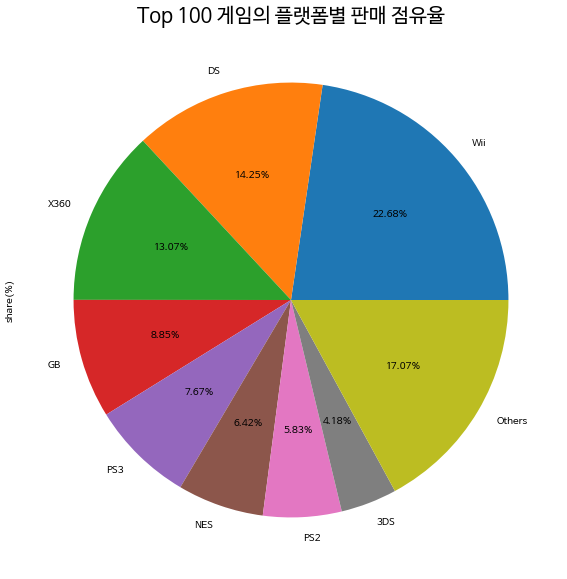 Top 100 게임의 플랫폼별 판매 점유율
DS
Wii
14.25%
X360
22.68%
13.07%
share(%)
8.85%
GB
17.07%
7.67%
6.42%
5.83%
4.18%
Others
PS3
NES
3DS
PS2